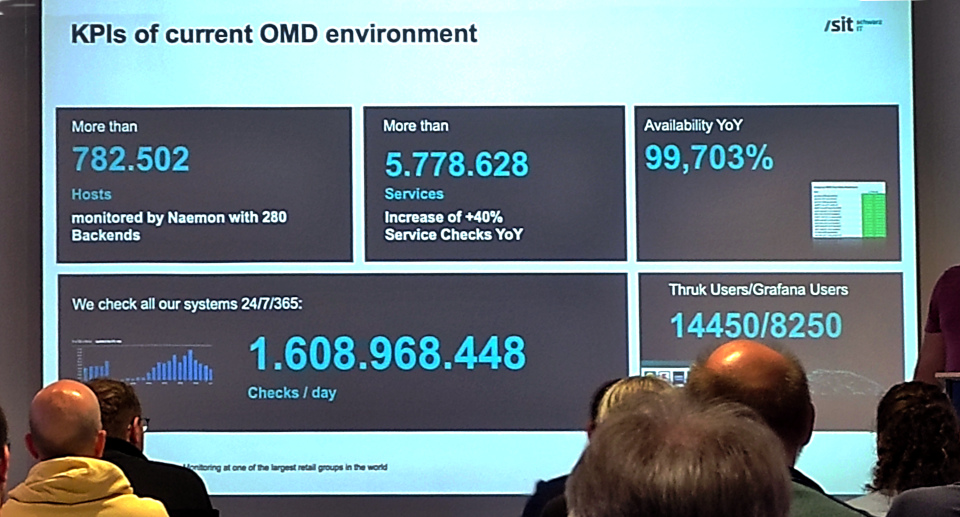 KPIs of current OMD environment
/sit schwarz
IT
More than
782.502
Hosts
monitored by Naemon with 280
Backends
More than
5.778.628
Services
Increase of +40%
Service Checks YoY
Availability YoY
99,703%
We check all our systems 24/7/365:
1.608.968.448
Checks / day
Thruk Users/Grafana Users
14450/8250
Monitoring at one of the largest retail groups in the world